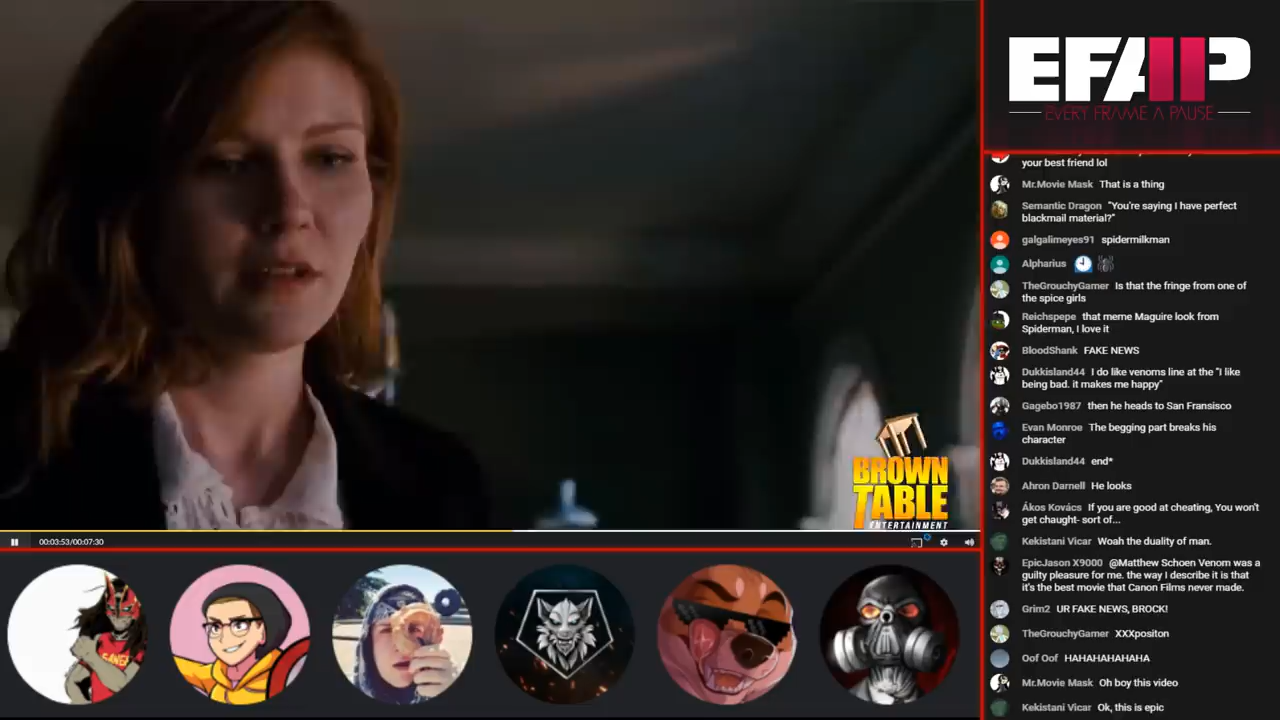 EFAP
EVERY FRAME A PAUSE
your best friend lol
Mr.Movie Mask That is a thing
Semantic Dragon "You're saying I have perfect
blackmail material?"
galgalimeyes91 spidermilkman
Alpharius
TheGrouchyGamer Is that the fringe from one of
the spice girls
Reichspepe that meme Maguire look from
Spiderman, I love it
BloodShank FAKE NEWS
Dukkisland44 I do like venoms line at the "I like
being bad. it makes me happy"
Gagebo1987 then he heads to San Fransisco
Evan Monroe The begging part breaks his
character
Dukkisland44 end*
Ahron Darnell He looks
Ákos Kovács If you are good at cheating, You won't
get chaught- sort of...
Kekistani Vicar Woah the duality of man.
EpicJason X9000 @Matthew Schoen Venom was a
guilty pleasure for me. the way I describe it is that
it's the best movie that Canon Films never made.
Grim2 UR FAKE NEWS, BROCK!
TheGrouchyGamer XXXpositon
Oof Oof HAHAHAHAHAHA
Mr.Movie Mask Oh boy this video
Kekistani Vicar Ok, this is epic
BROWN
TABLE
ENTERTAINMENT
00:03:53/00:07:30